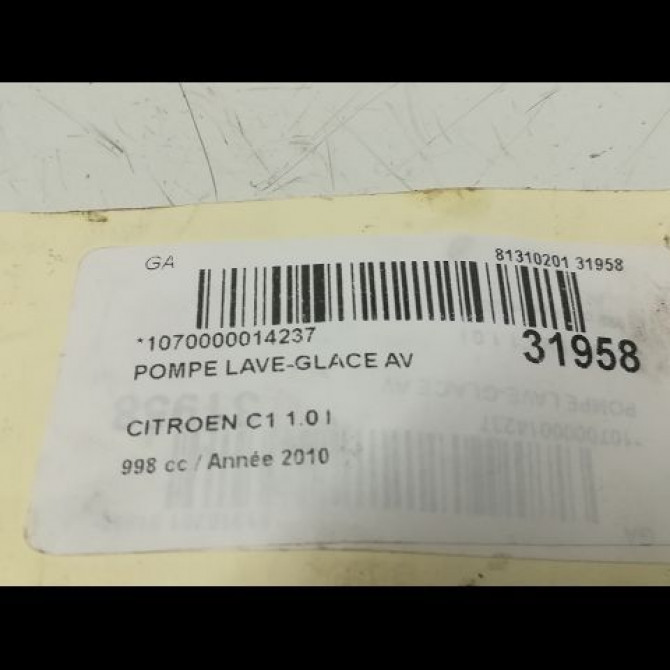 GA
81310201 31958
*1070000014237
31958
POMPE LAVE-GLACE AV
CITROEN C1 1.0 I
998 cc / Année 2010